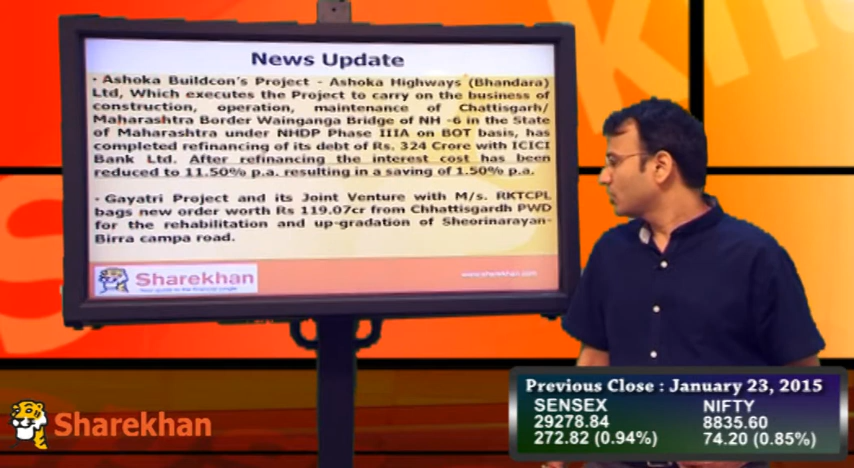 News Update
• Ashoka Buildcon's Project - Ashoka Highways (Bhandara)
Ltd, Which executes the Project to carry on the business of
construction, operation, maintenance of Chattisgarh/
Maharashtra Border Wainganga Bridge of NH -6 in the State
of Maharashtra under NHDP Phase IIIA on BOT basis, has
completed refinancing of its debt of Rs. 324 Crore with ICICI
Bank Ltd. After refinancing the interest cost has been
reduced to 11.50% p.a. resulting in a saving of 1.50% p.a.
• Gayatri Project and its Joint Venture with M/s. RKTCPL
bags new order worth Rs 119.07cr from Chhattisgardh PWD
for the rehabilitation and up-gradation of Sheorinarayan-
Birra campa road.
Sharekhan
Your guide to the financial jungle
www.sharekhan.com
Previous Close : January 23, 2015
SENSEX NIFTY
29278.84 8835.60
272.82 (0.94%) 74.20 (0.85%)
Sharekhan